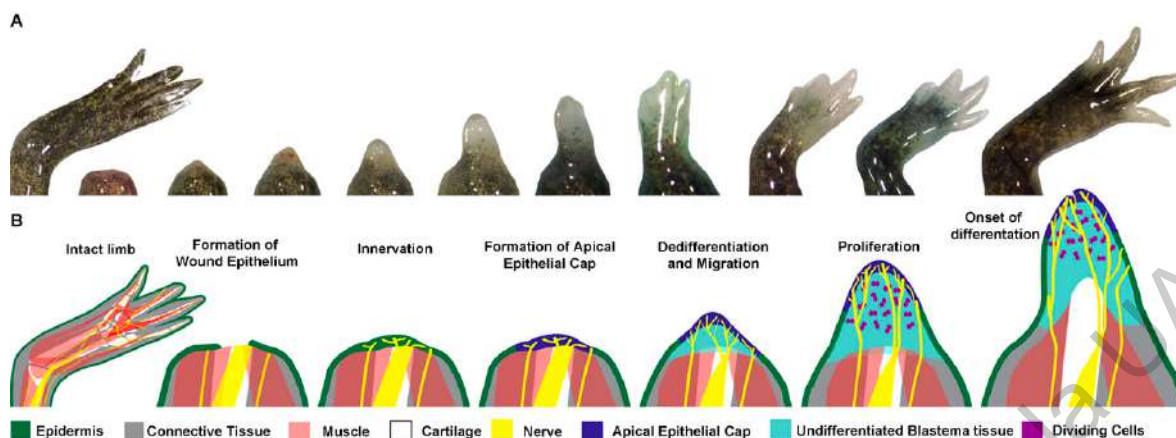 A
B
Intact limb
Formation of
Wound Epithelium
Innervation
Formation of Apical
Epithelial Cap
Dedifferentiation
and Migration
Proliferation
Onset of
differentation
Epidermis
Connective Tissue
Muscle
Cartilage
Nerve
Apical Epithelial Cap
Undifferentiated Blastema tissue
Dividing Cells